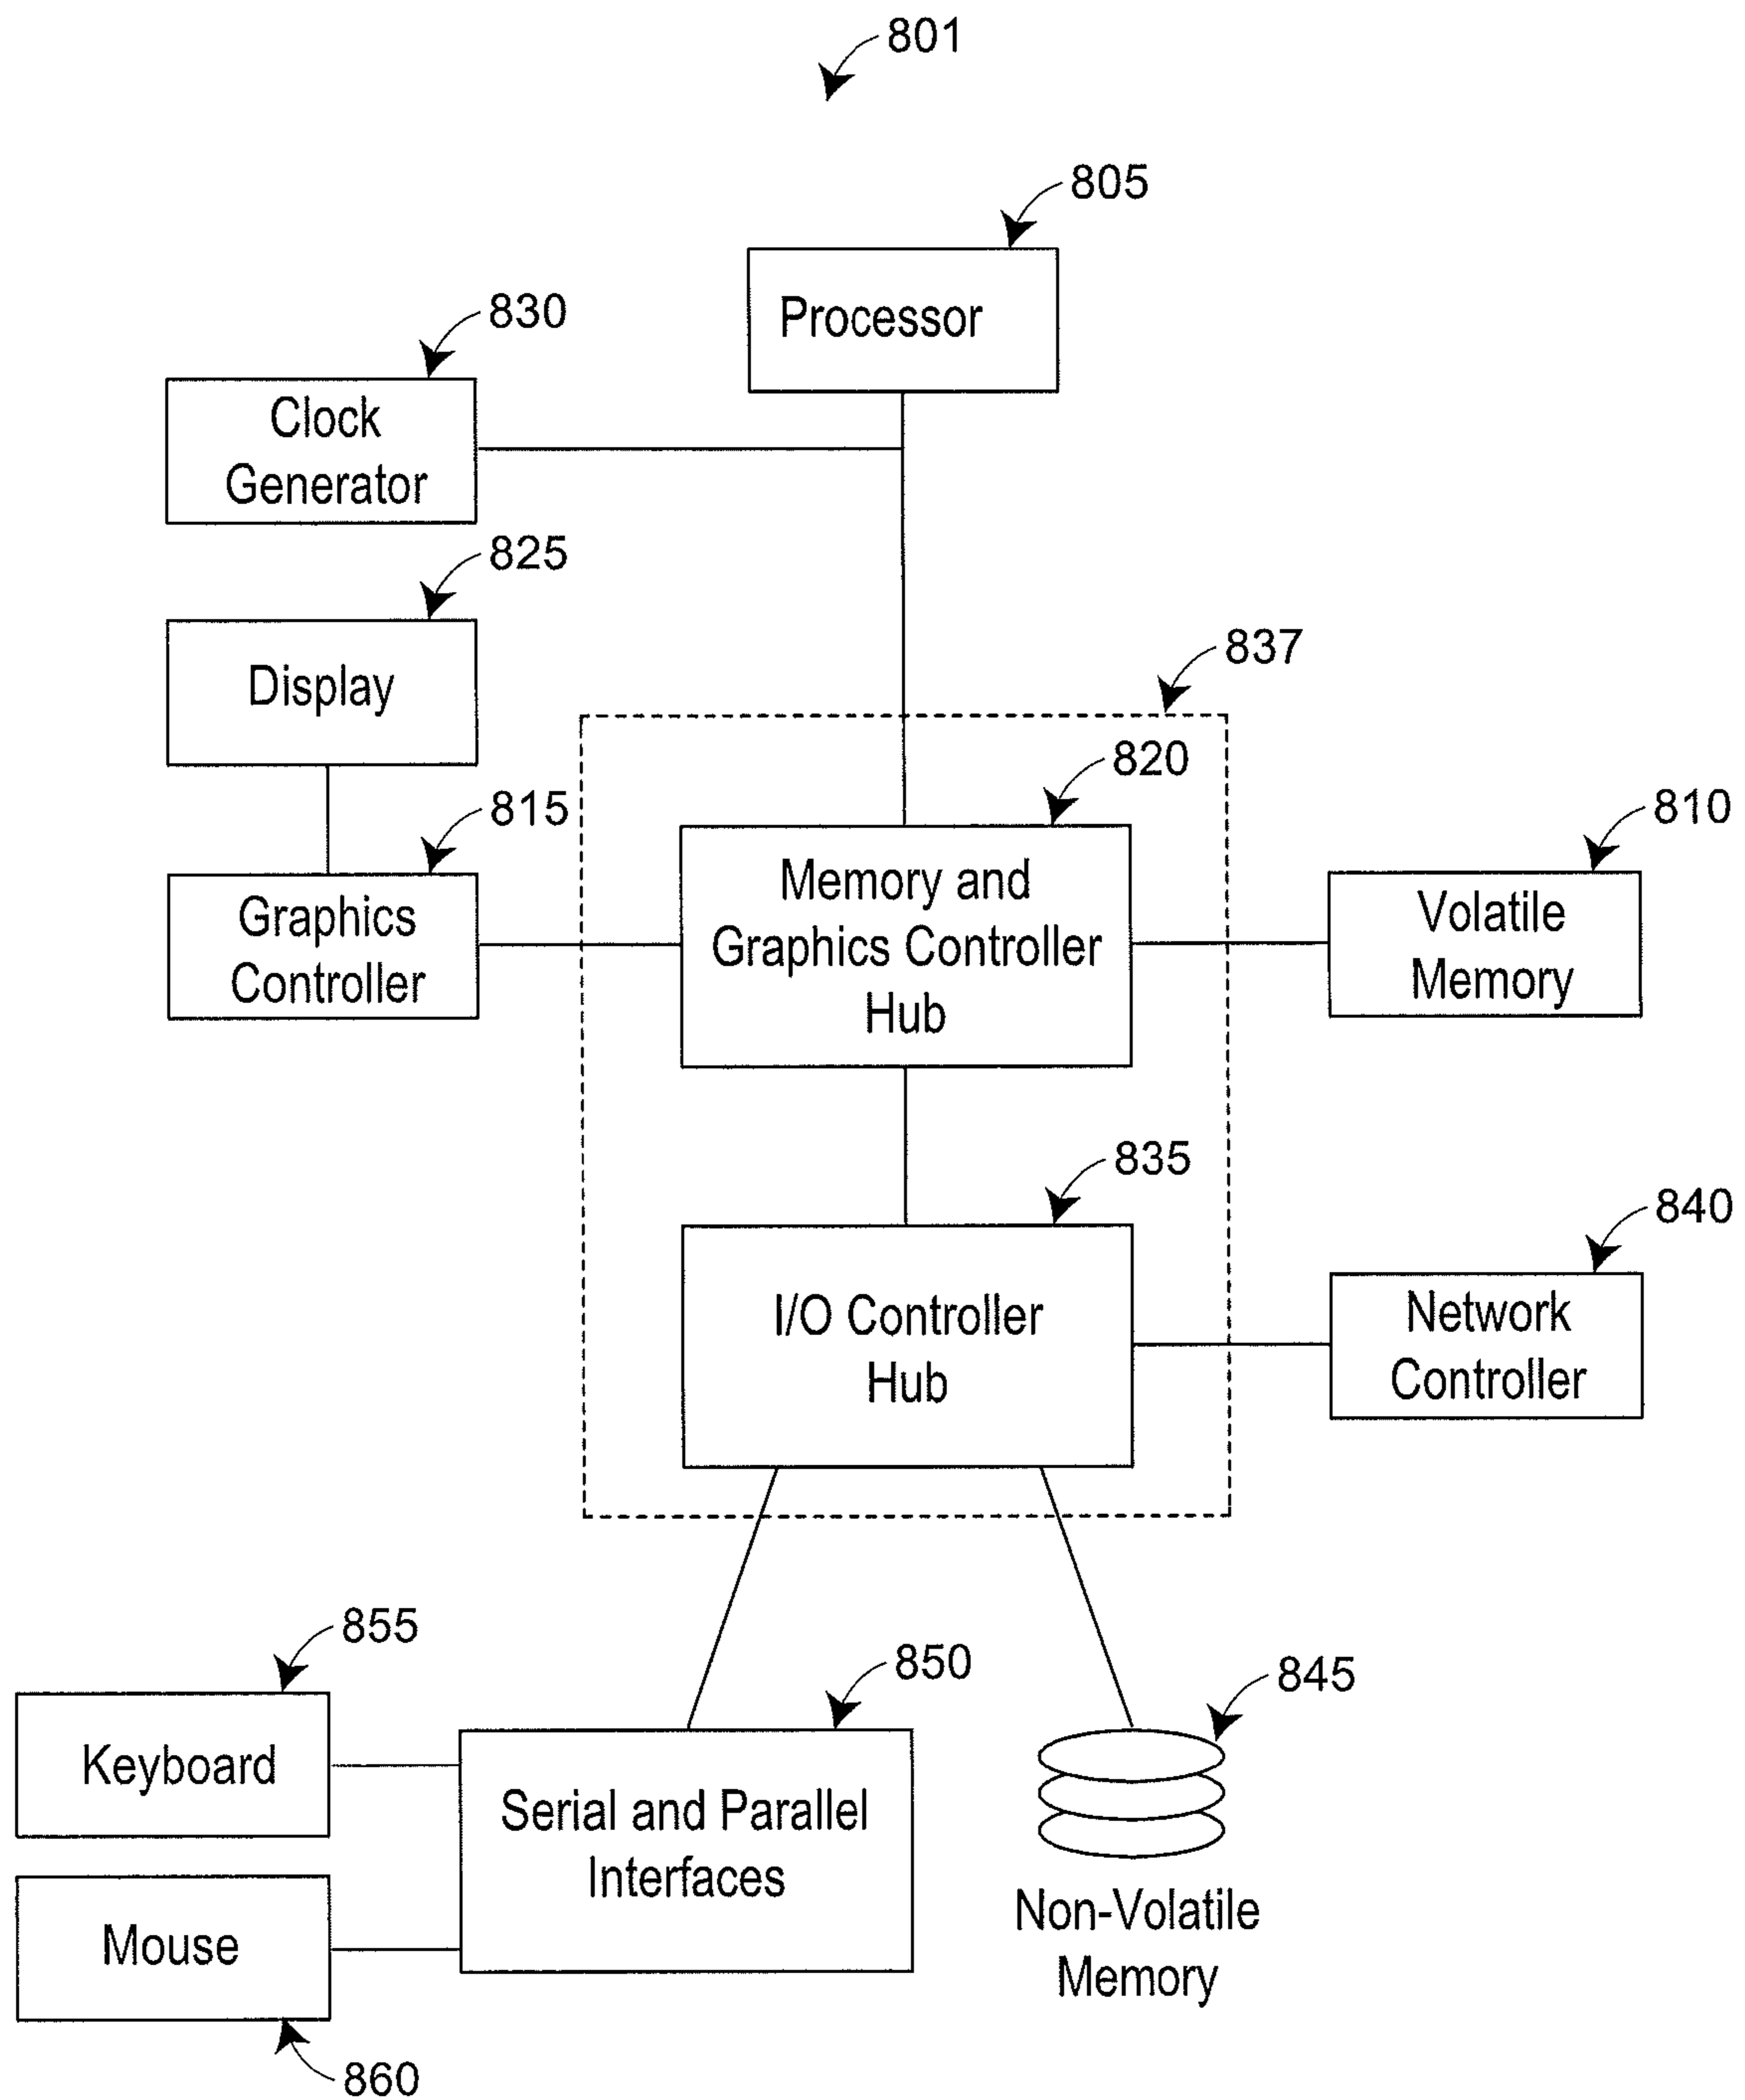 801
805
Processor
830
Clock
Generator
825
Display
837
820
815
810
Memory and
Graphics Controller
Hub
Graphics
Controller
Volatile
Memory
835
840
I/O Controller
Hub
Network
Controller
855
850
845
Keyboard
Serial and Parallel
Interfaces
Mouse
Non-Volatile
Memory
860